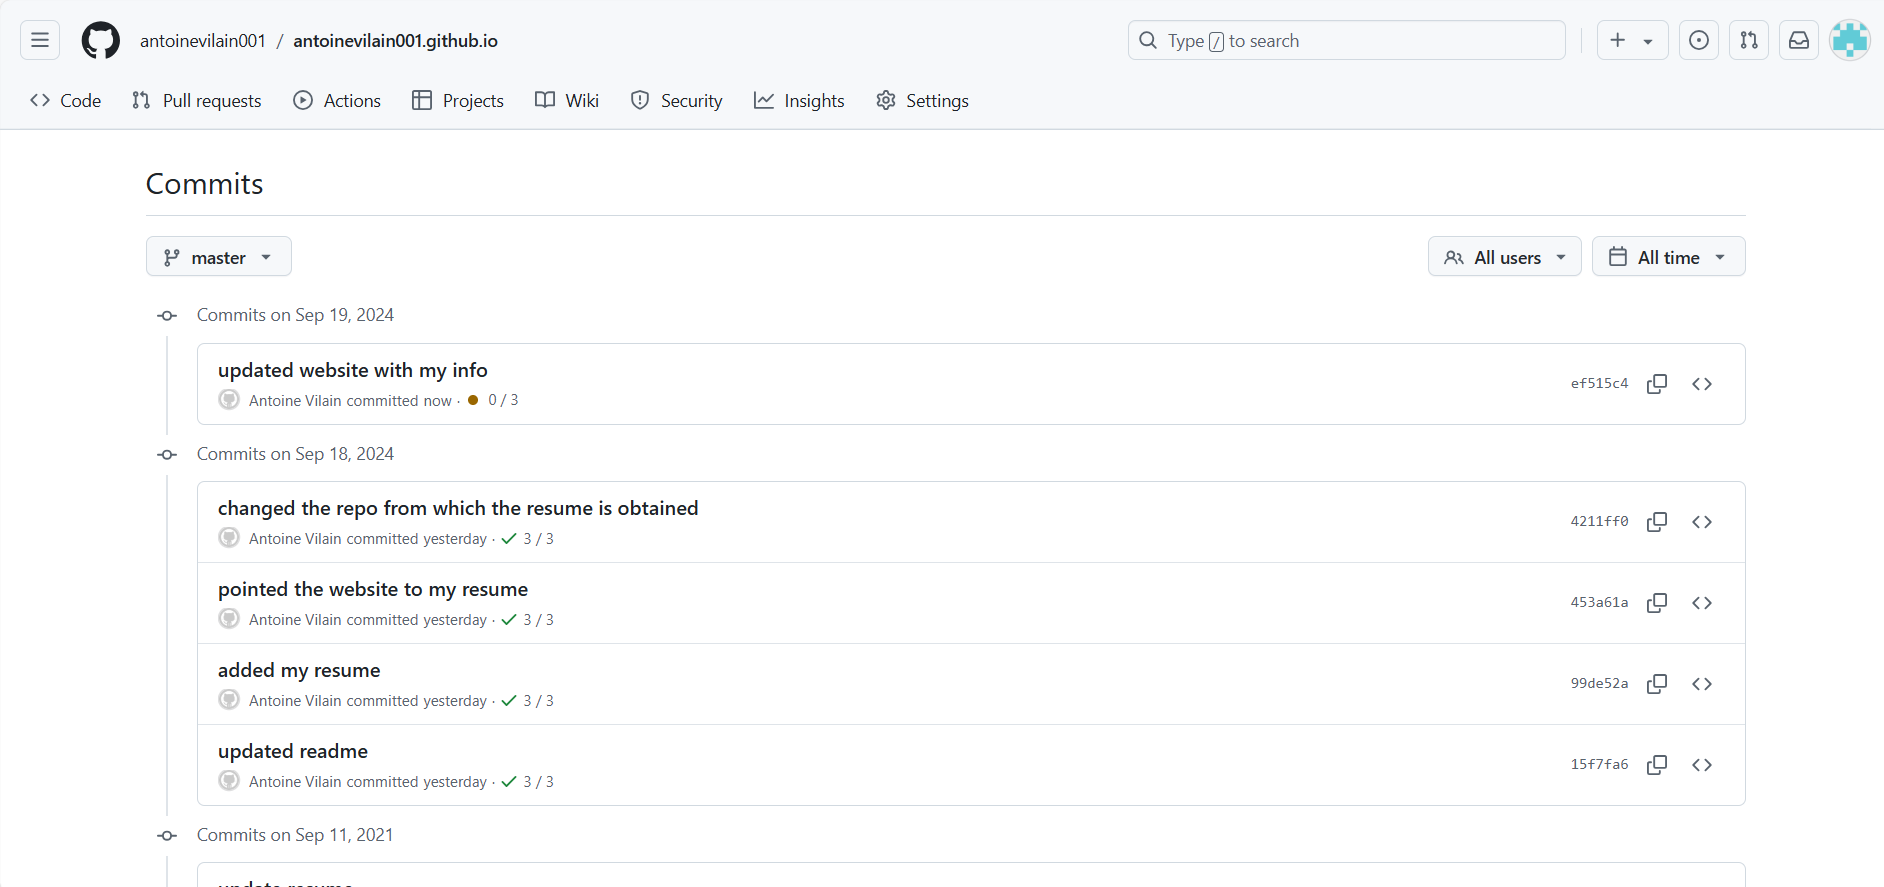 antoinevilain001 / antoinevilain001.github.io
Type / to search
Code Pull requests Actions Projects Wiki Security Insights Settings
Commits
master All users All time
Commits on Sep 19, 2024
updated website with my info
ef515c4
Antoine Vilain committed now · 0 / 3
Commits on Sep 18, 2024
changed the repo from which the resume is obtained
4211ff0
Antoine Vilain committed yesterday · 3 / 3
pointed the website to my resume
453a61a
Antoine Vilain committed yesterday · 3 / 3
added my resume
99de52a
Antoine Vilain committed yesterday · 3 / 3
updated readme
15f7fa6
Antoine Vilain committed yesterday · 3 / 3
Commits on Sep 11, 2021
update resume